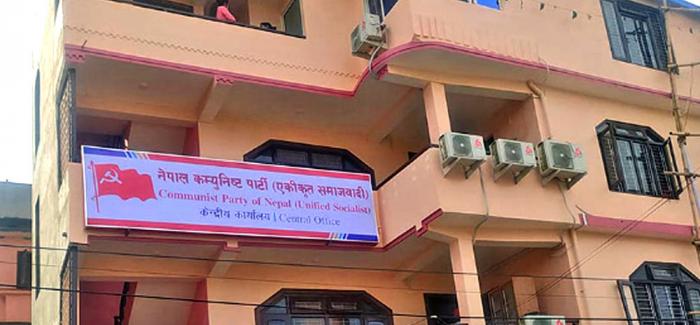 नेपाल कम्युनिष्ट पार्टी (एकीकृत समाजवादी)
Communist Party of Nepal (Unified Socialist)
केन्द्रीय कार्यालय | Central Office